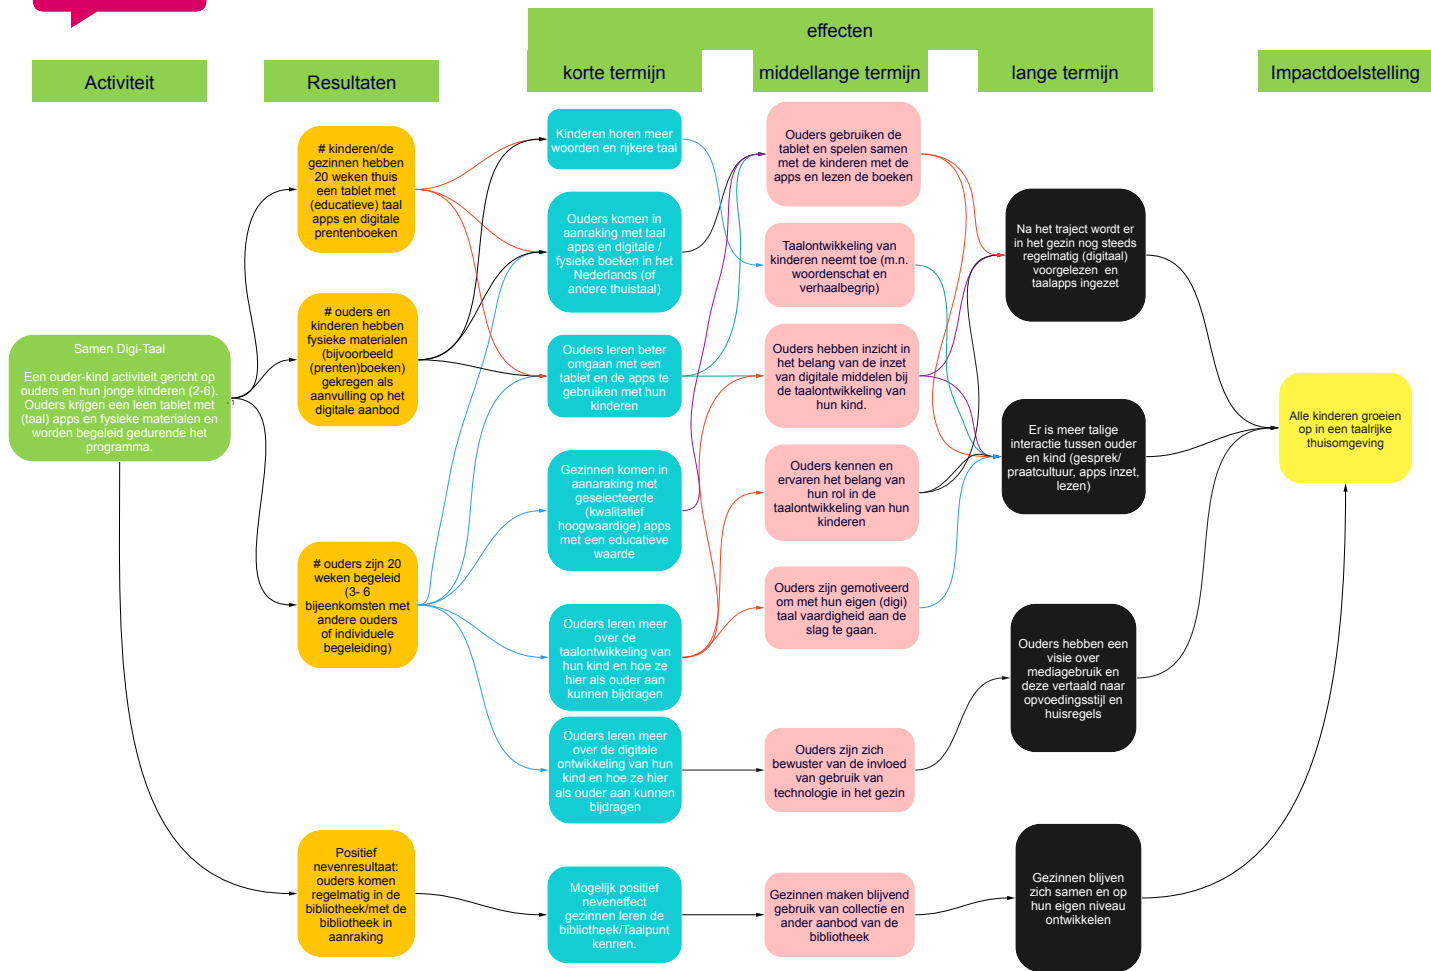 effecten
Activiteit
Resultaten
korte termijn
middellange termijn
lange termijn
Impactdoelstelling
Samen Digi-Taal
Een ouder-kind activiteit gericht op
ouders en hun jonge kinderen (2-6).
Ouders krijgen een leen tablet met
(taal) apps en fysieke materialen en
worden begeleid gedurende het
programma.
# kinderen/de
gezinnen hebben
20 weken thuis
een tablet met
(educatieve) taal
apps en digitale
prentenboeken
# ouders en
kinderen hebben
fysieke materialen
(bijvoorbeeld
(prenten)boeken)
gekregen als
aanvulling op het
digitale aanbod
# ouders zijn 20
weken begeleid
(3- 6
bijeenkomsten met
andere ouders
of individuele
begeleiding)
Positief
nevenresultaat:
ouders komen
regelmatig in de
bibliotheek/met de
bibliotheek in
aanraking
Kinderen horen meer
woorden en rijkere taal
Ouders komen in
aanraking met taal
apps en digitale /
fysieke boeken in het
Nederlands (of
andere thuistaal)
Ouders leren beter
omgaan met een
tablet en de apps te
gebruiken met hun
kinderen
Gezinnen komen in
aanaraking met
geselecteerde
(kwalitatief
hoogwaardige) apps
met een educatieve
waarde
Ouders leren meer
over de
taalontwikkeling van
hun kind en hoe ze
hier als ouder aan
kunnen bijdragen
Ouders leren meer
over de digitale
ontwikkeling van hun
kind en hoe ze hier
als ouder aan kunnen
bijdragen
Mogelijk positief
neveneffect
gezinnen leren de
bibliotheek/Taalpunt
kennen.
Ouders gebruiken de
tablet en spelen samen
met de kinderen met de
apps en lezen de boeken
Taalontwikkeling van
kinderen neemt toe (m.n.
woordenschat en
verhaalbegrip)
Ouders hebben inzicht in
het belang van de inzet
van digitale middelen bij
de taalontwikkeling van
hun kind.
Ouders kennen en
ervaren het belang van
hun rol in de
taalontwikkeling van hun
kinderen
Ouders zijn gemotiveerd
om met hun eigen (digi)
taal vaardigheid aan de
slag te gaan.
Ouders zijn zich
bewuster van de invloed
van gebruik van
technologie in het gezin
Gezinnen maken blijvend
gebruik van collectie en
ander aanbod van de
bibliotheek
Na het traject wordt er
in het gezin nog steeds
regelmatig (digitaal)
voorgelezen en
taalapps ingezet
Er is meer talige
interactie tussen ouder
en kind (gesprek/
praatcultuur, apps inzet,
lezen)
Ouders hebben een
visie over
mediagebruik en
deze vertaald naar
opvoedingsstijl en
huisregels
Gezinnen blijven
zich samen en op
hun eigen niveau
ontwikkelen
Alle kinderen groeien
op in een taalrijke
thuisomgeving